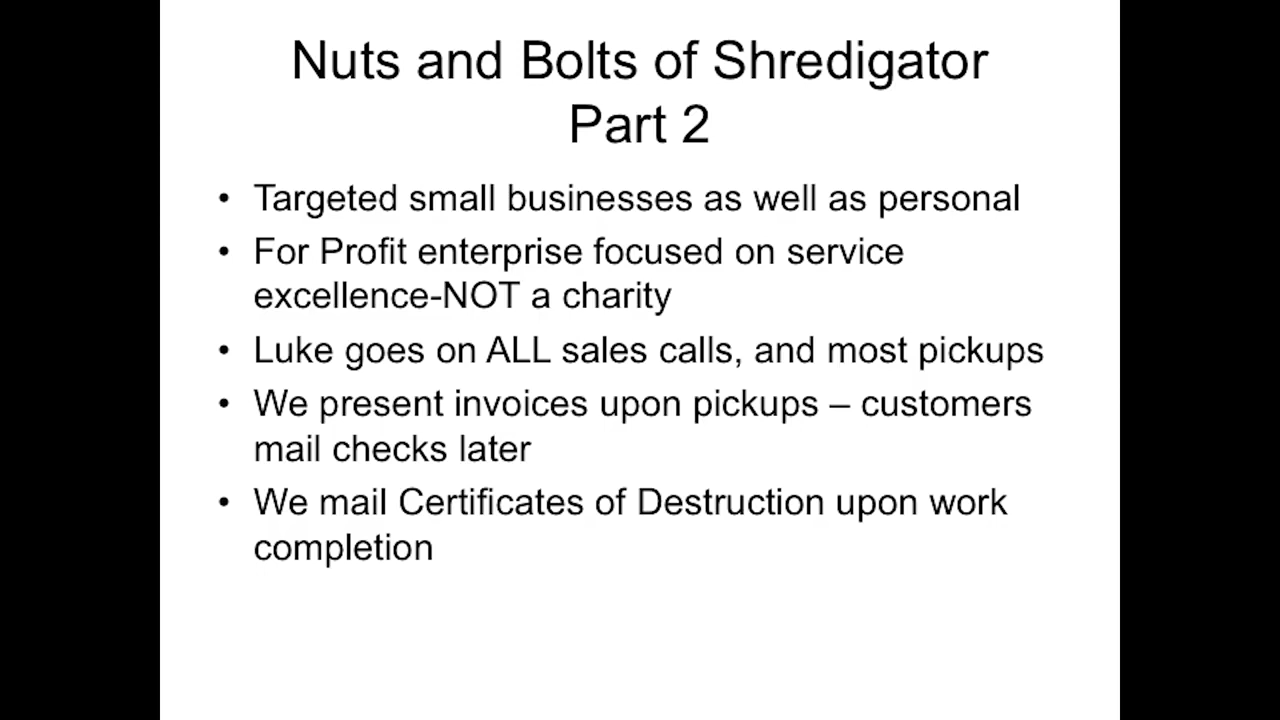 Nuts and Bolts of Shredigator
Part 2
• Targeted small businesses as well as personal
• For Profit enterprise focused on service
excellence-NOT a charity
• Luke goes on ALL sales calls, and most pickups
• We present invoices upon pickups – customers
mail checks later
• We mail Certificates of Destruction upon work
completion